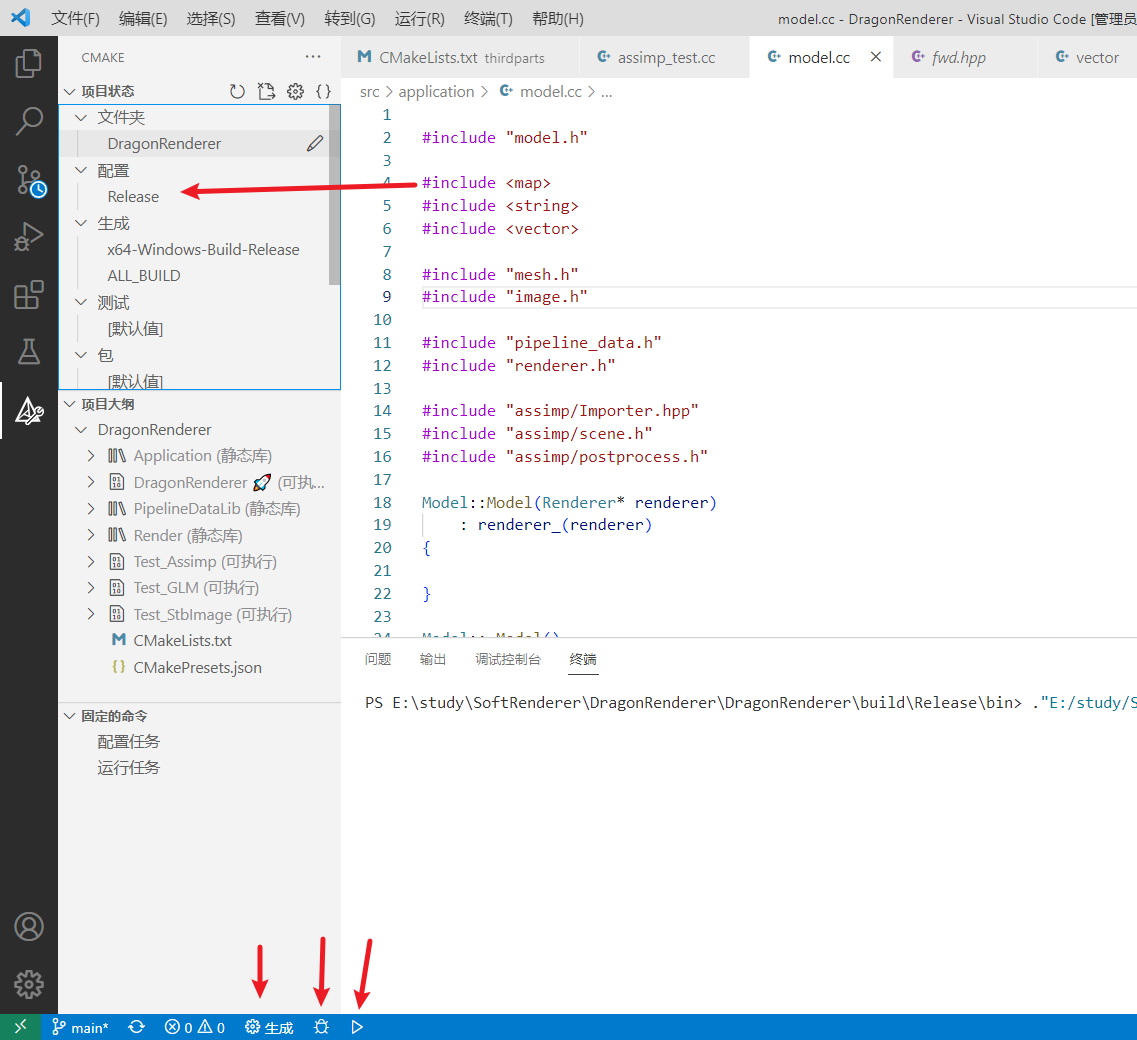 文件(F) 编辑(E) 选择(S) 查看(V) 转到(G) 运行(R) 终端(T) 帮助(H) model.cc - DragonRenderer - Visual Studio Code [管理员
CMAKE
项目状态
文件夹
DragonRenderer
配置
Release
生成
x64-Windows-Build-Release
ALL_BUILD
测试
[默认值]
包
[默认值]
项目大纲
DragonRenderer
Application (静态库)
DragonRenderer 🚀 (可执...
PipelineDataLib (静态库)
Render (静态库)
Test_Assimp (可执行)
Test_GLM (可执行)
Test_StbImage (可执行)
CMakeLists.txt
CMakePresets.json
固定的命令
配置任务
运行任务
CMakeLists.txt thirdparts assimp_test.cc model.cc fwd.hpp vector
src > application > model.cc > ...
1
2 #include "model.h"
3
4 #include <map>
5 #include <string>
6 #include <vector>
7
8 #include "mesh.h"
9 #include "image.h"
10
11 #include "pipeline_data.h"
12 #include "renderer.h"
13
14 #include "assimp/Importer.hpp"
15 #include "assimp/scene.h"
16 #include "assimp/postprocess.h"
17
18 Model::Model(Renderer* renderer)
19 : renderer_(renderer)
20 {
21
22 }
23
24 Model::~Model()
问题 输出 调试控制台 终端
PS E:\study\SoftRenderer\DragonRenderer\DragonRenderer\build\Release\bin> ."E:/study/S
main* 0 0 生成